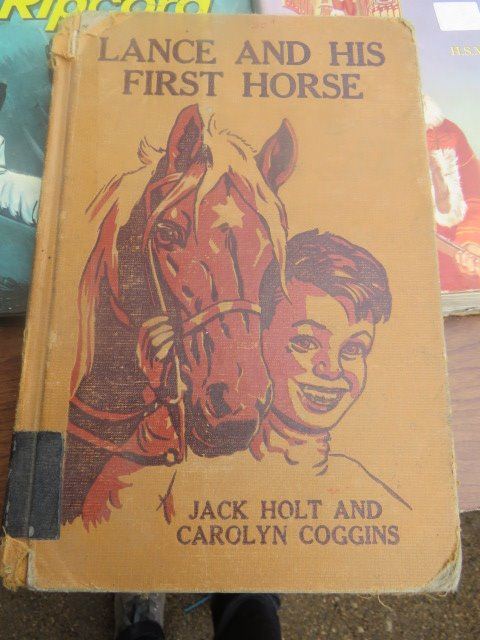 Ripcord
H.S.
LANCE AND HIS
FIRST HORSE
JACK HOLT AND
CAROLYN COGGINS